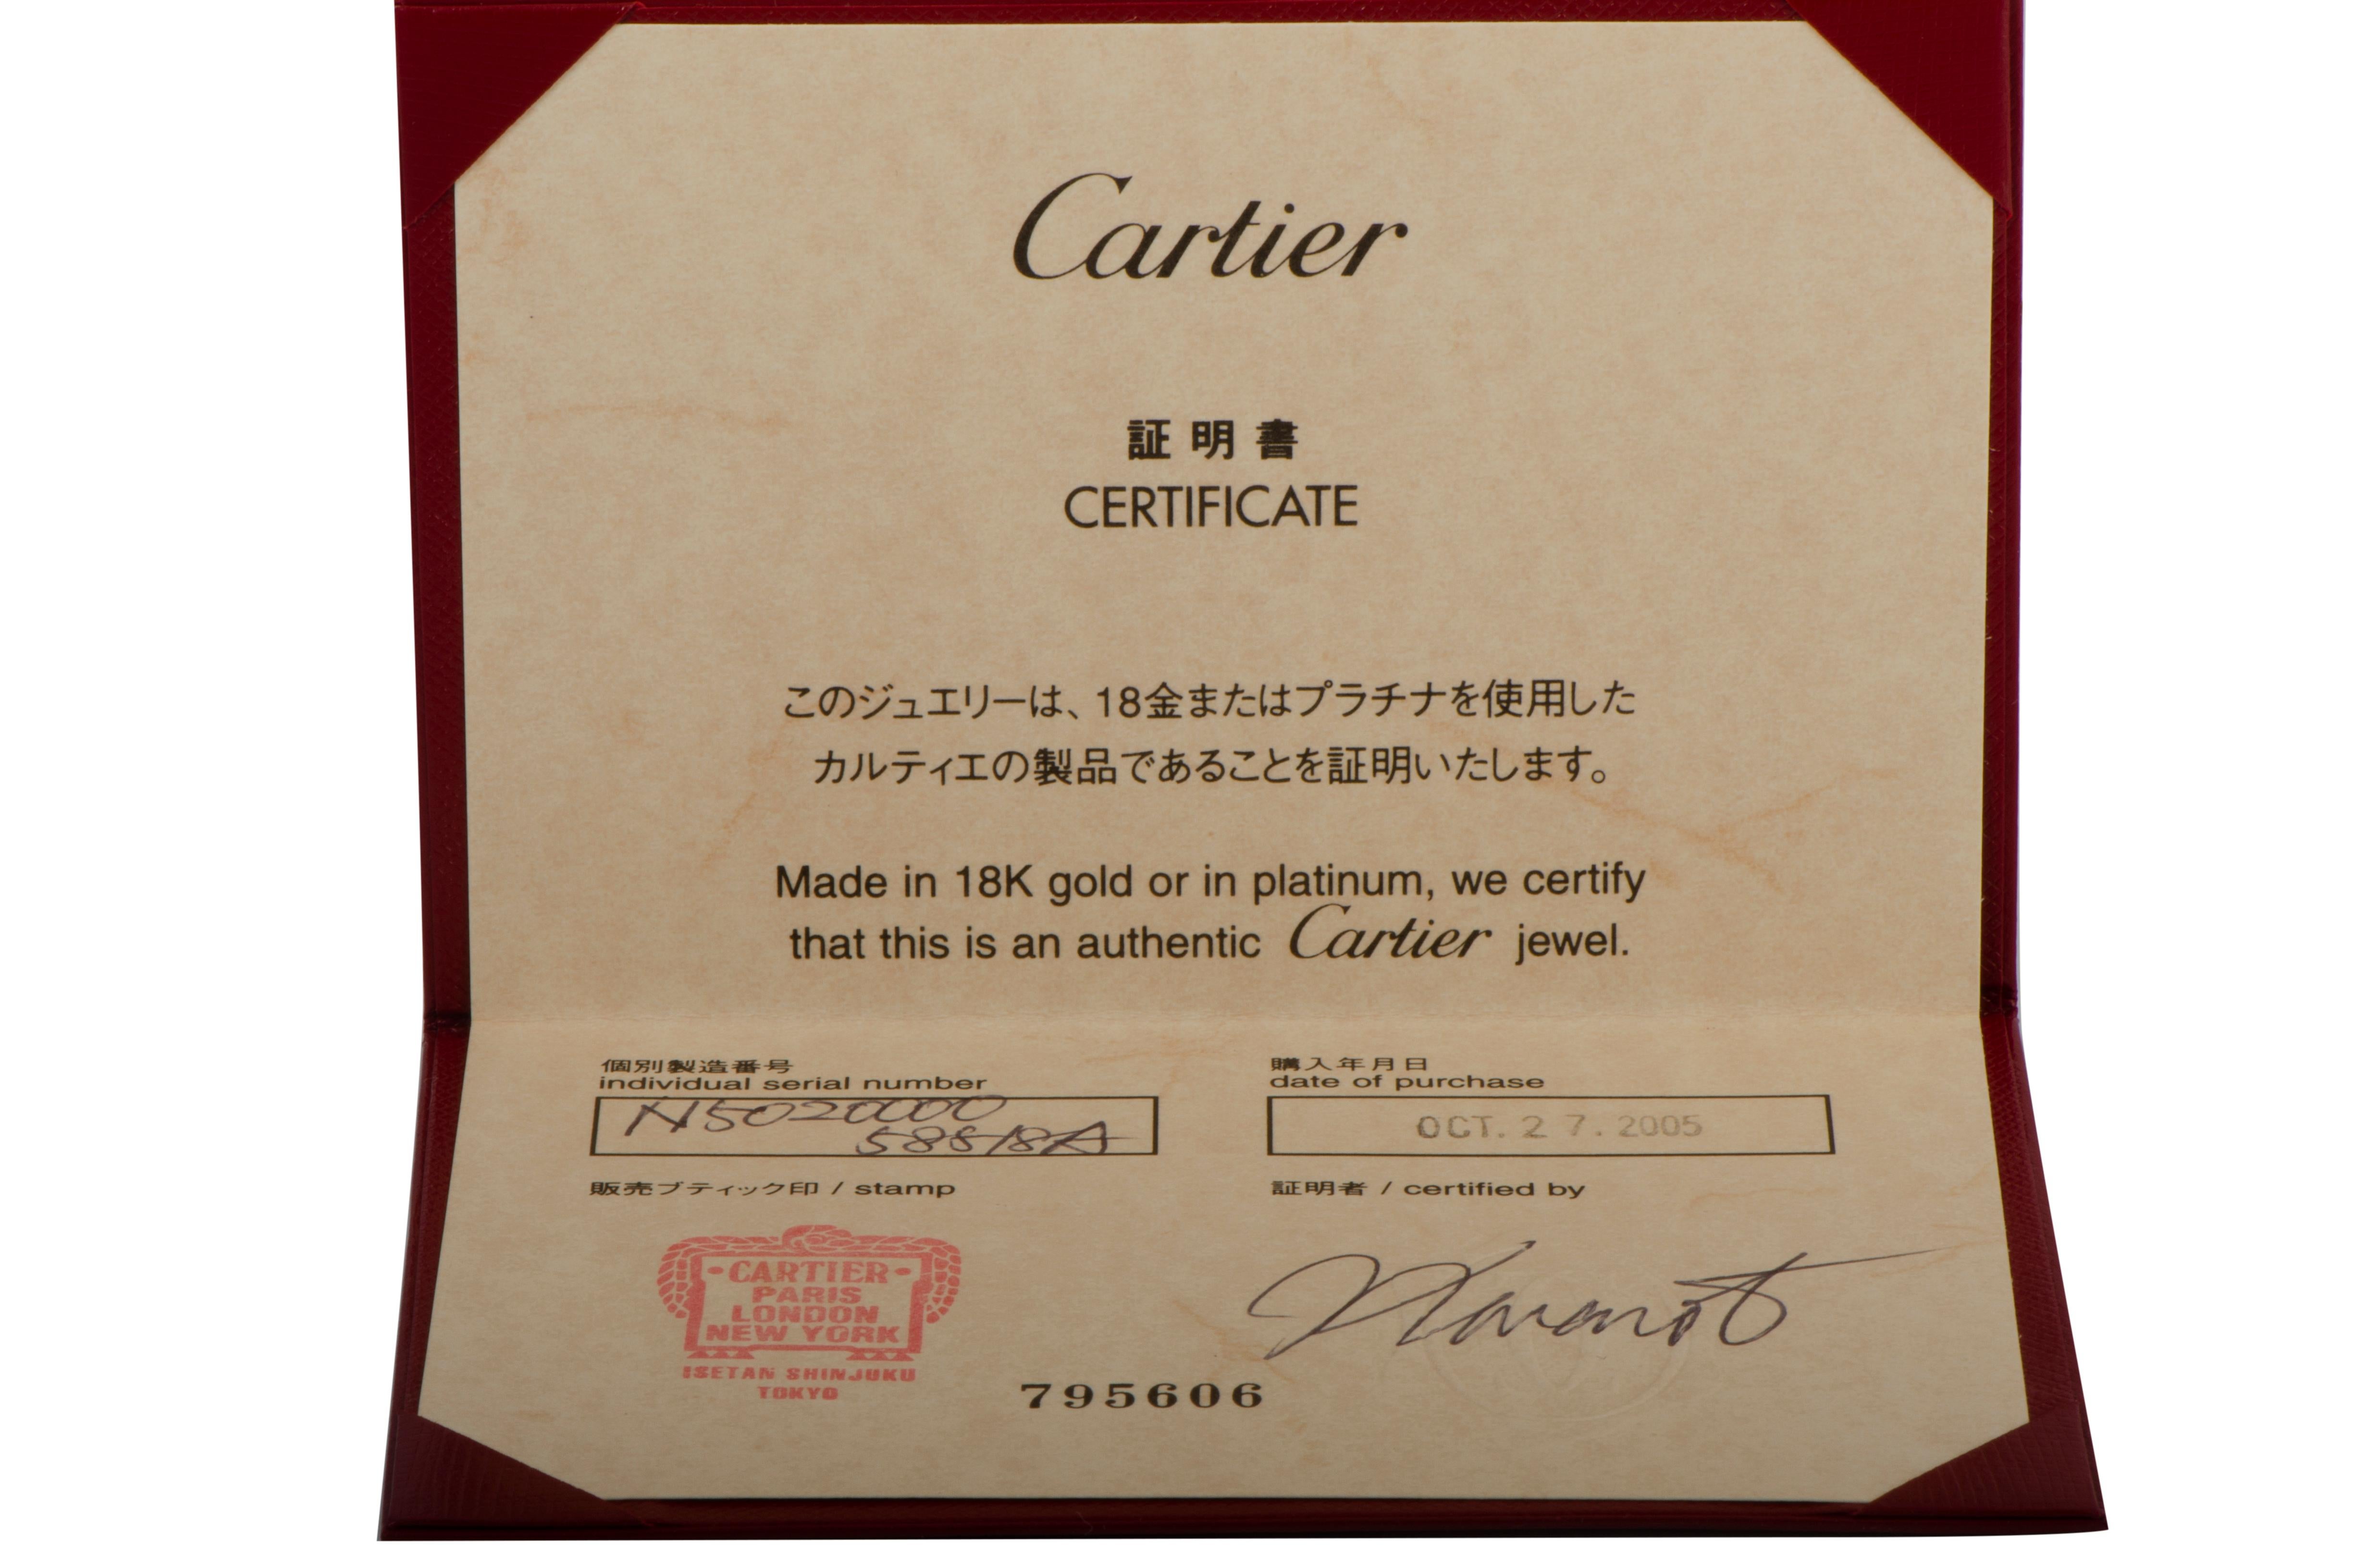 Cartier
証明書
CERTIFICATE
このジュエリーは、18金またはプラチナを使用した
カルティエの製品であることを証明いたします。
Made in 18K gold or in platinum, we certify
that this is an authentic Cartier jewel.
個別製造番号
individual serial number
N5020000
58818A
購入年月日
date of purchase
OCT. 27. 2005
販売ブティック印 / stamp
·CARTIER·
PARIS
LONDON
NEW YORK
ISETAN SHINJUKU
TOKYO
証明者 / certified by
795606